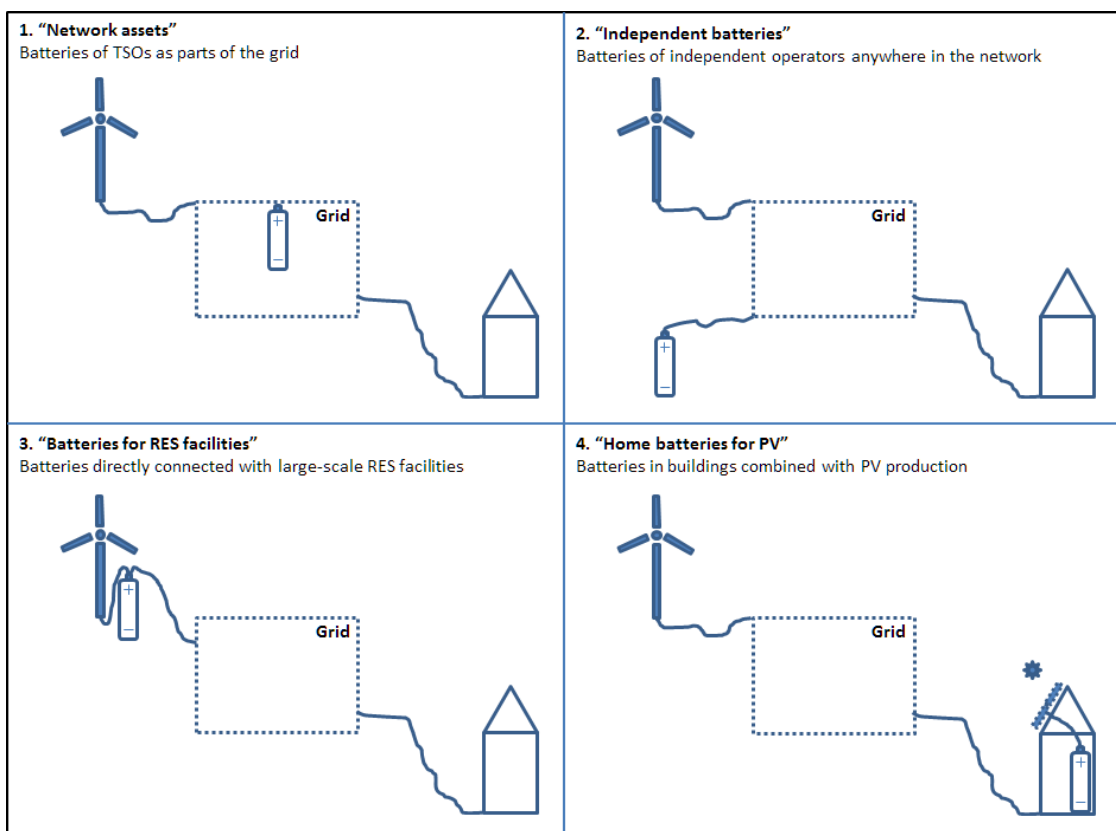 1. “Network assets”
Batteries of TSOs as parts of the grid
Grid
+
–
2. “Independent batteries”
Batteries of independent operators anywhere in the network
Grid
+
–
3. “Batteries for RES facilities”
Batteries directly connected with large-scale RES facilities
+
–
Grid
4. “Home batteries for PV”
Batteries in buildings combined with PV production
Grid
+
–